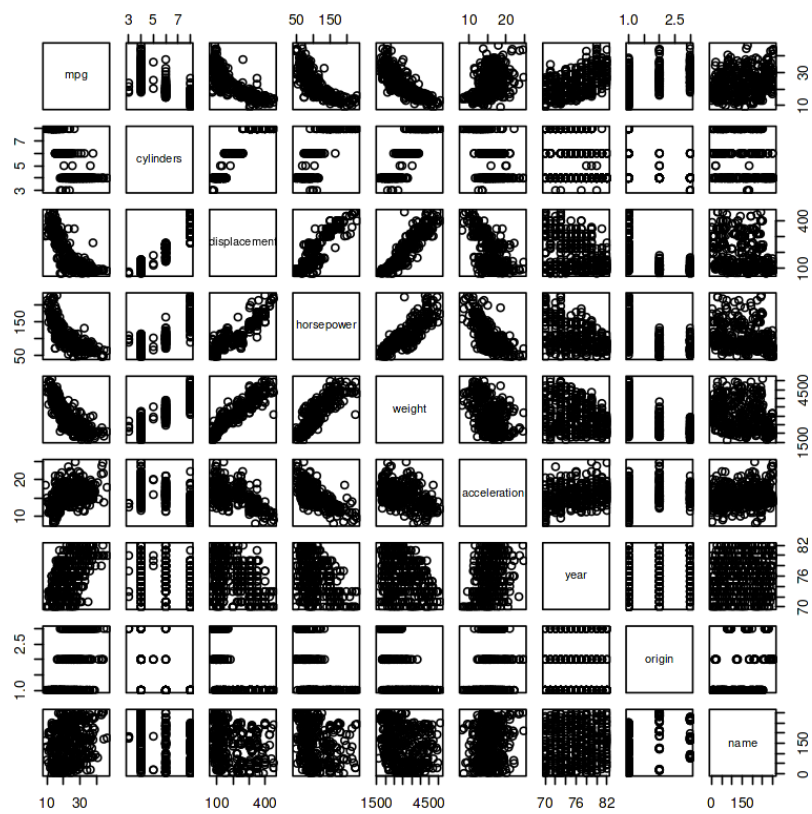 3 5 7 50 150 10 20 1.0 2.5
mpg 10 30
3 5 7 cylinders
displacement 100 400
50 150 horsepower
weight 1500 4500
10 20 acceleration
year 70 76 82
1.0 2.5 origin
name 0 150
10 30 100 400 1500 4500 70 76 82 0 150